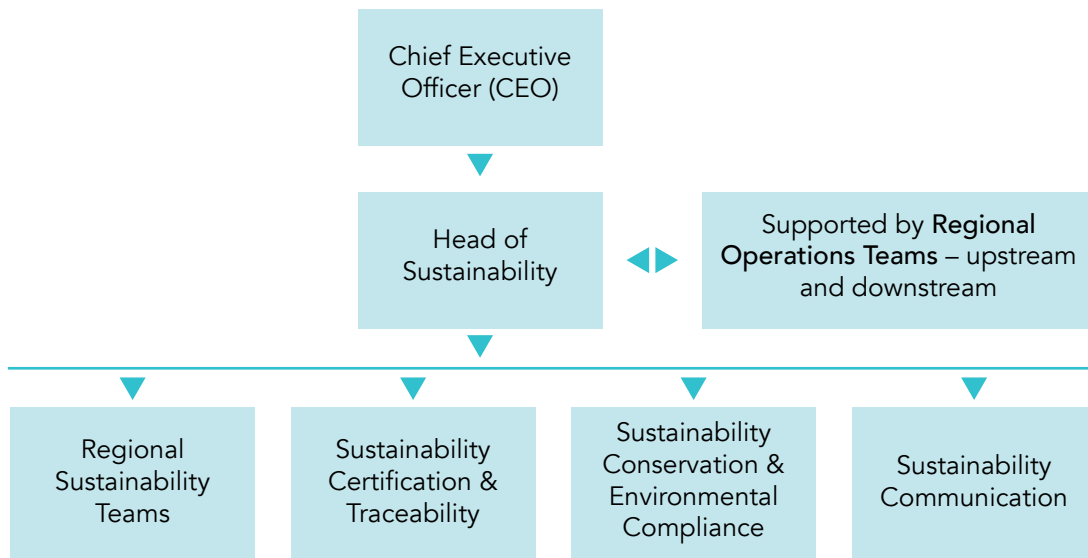 Chief Executive
Officer (CEO)
Head of
Sustainability
Supported by Regional
Operations Teams – upstream
and downstream
Regional
Sustainability
Teams
Sustainability
Certification &
Traceability
Sustainability
Conservation &
Environmental
Compliance
Sustainability
Communication